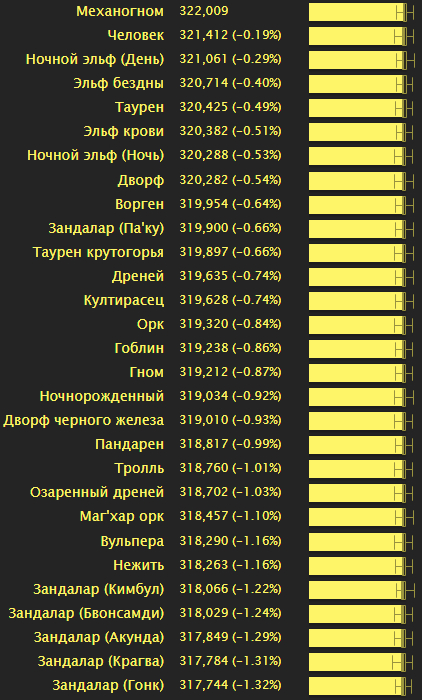 Механогном 322,009
Человек 321,412 (-0.19%)
Ночной эльф (День) 321,061 (-0.29%)
Эльф бездны 320,714 (-0.40%)
Таурен 320,425 (-0.49%)
Эльф крови 320,382 (-0.51%)
Ночной эльф (Ночь) 320,288 (-0.53%)
Дворф 320,282 (-0.54%)
Ворген 319,954 (-0.64%)
Зандалар (Па'ку) 319,900 (-0.66%)
Таурен крутогорья 319,897 (-0.66%)
Дреней 319,635 (-0.74%)
Култирасец 319,628 (-0.74%)
Орк 319,320 (-0.84%)
Гоблин 319,238 (-0.86%)
Гном 319,212 (-0.87%)
Ночнорожденный 319,034 (-0.92%)
Дворф черного железа 319,010 (-0.93%)
Пандарен 318,817 (-0.99%)
Тролль 318,760 (-1.01%)
Озаренный дреней 318,702 (-1.03%)
Маг'хар орк 318,457 (-1.10%)
Вульпера 318,290 (-1.16%)
Нежить 318,263 (-1.16%)
Зандалар (Кимбул) 318,066 (-1.22%)
Зандалар (Бвонсамди) 318,029 (-1.24%)
Зандалар (Акунда) 317,849 (-1.29%)
Зандалар (Крагва) 317,784 (-1.31%)
Зандалар (Гонк) 317,744 (-1.32%)